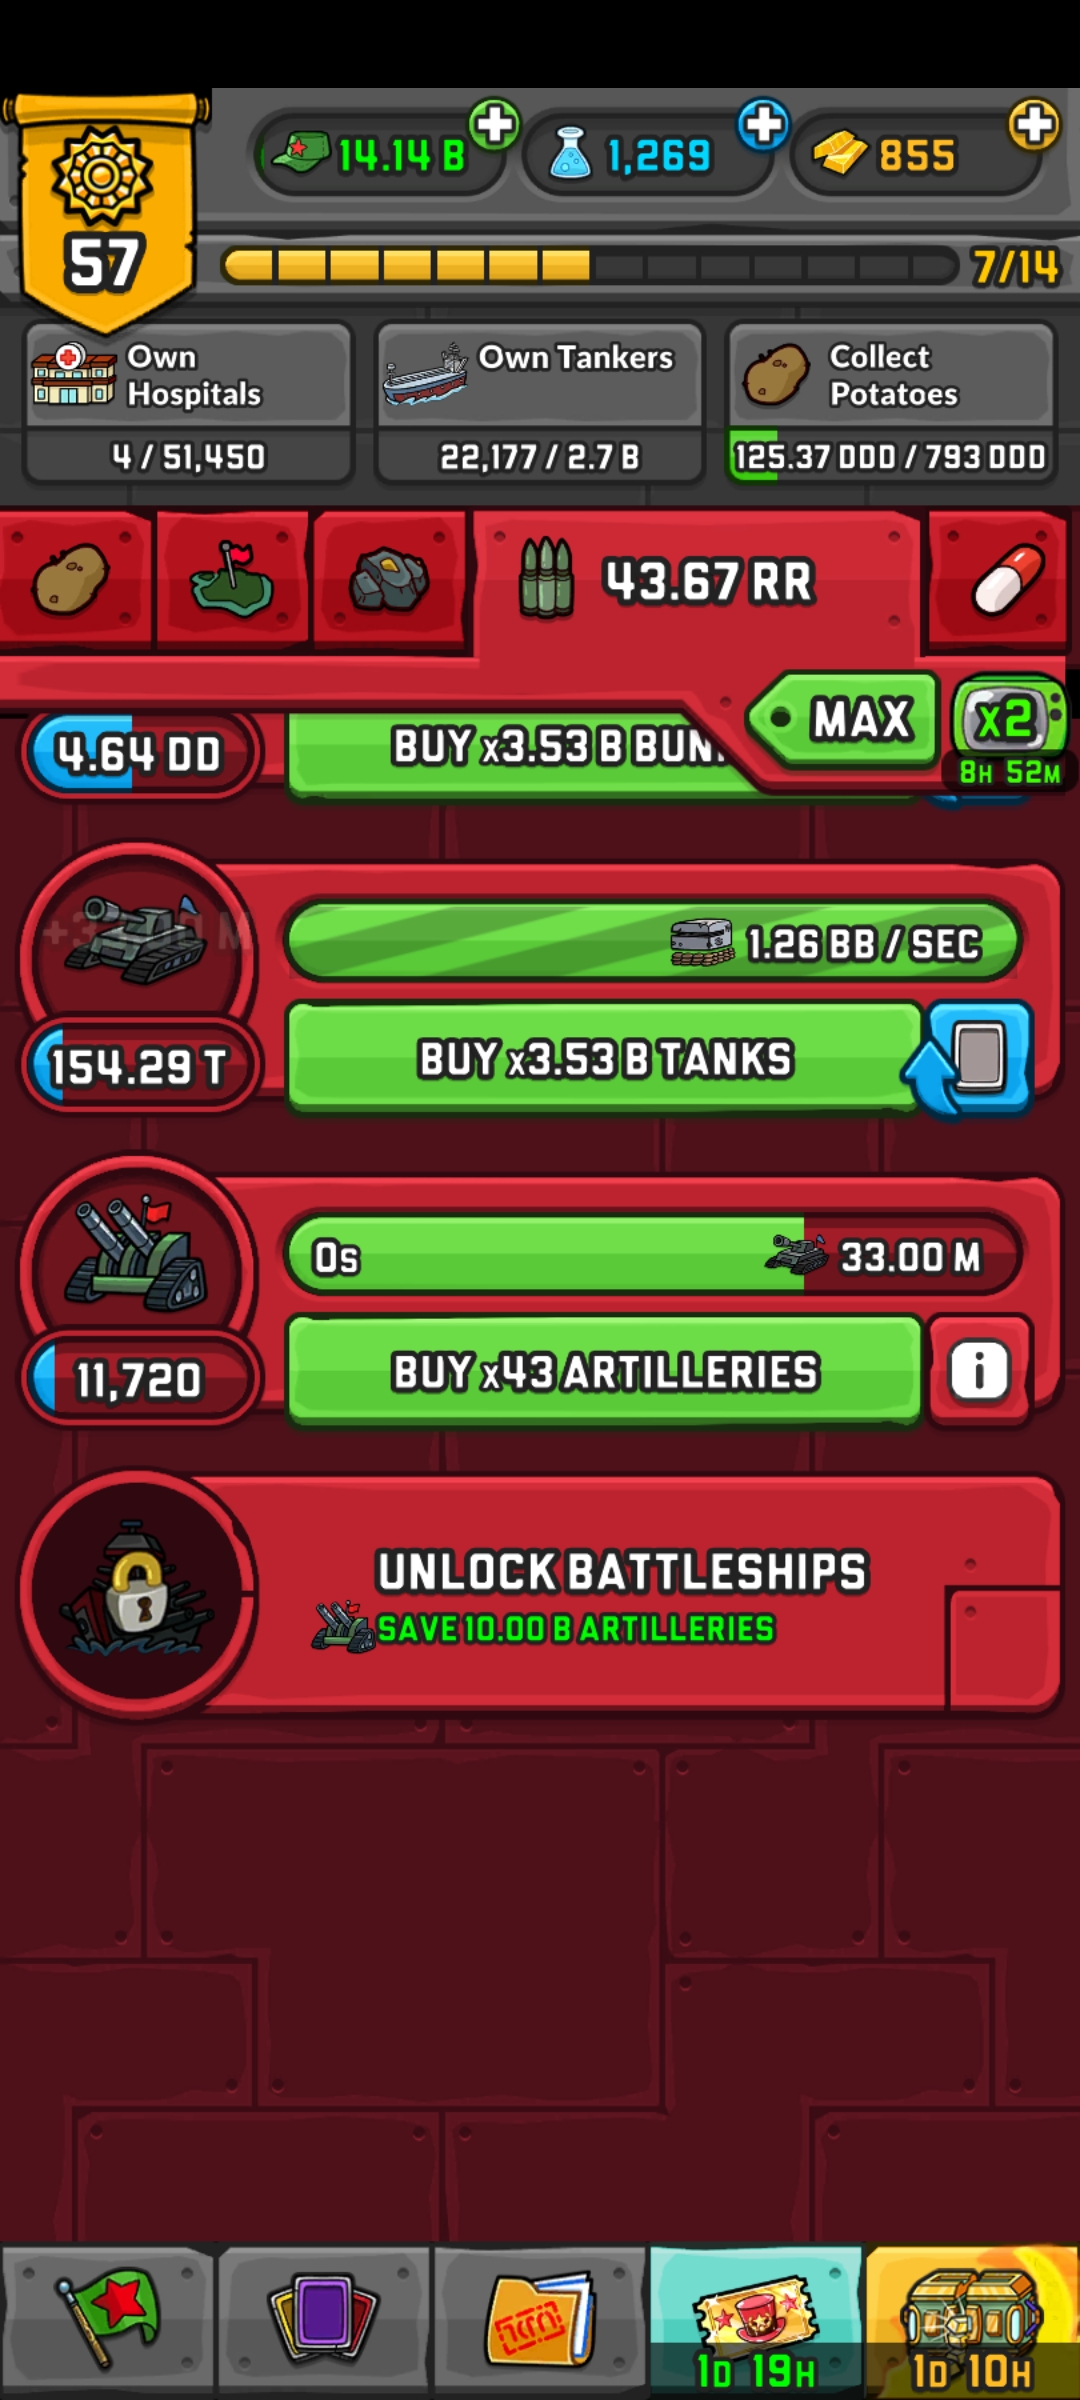 14.14 B
1,269
855
57
7/14
Own
Hospitals
4 / 51,450
Own Tankers
22,177 / 2.7 B
Collect
Potatoes
125.37 DDD / 793 DDD
43.67 RR
MAX
x2
8H 52M
4.64 DD
BUY x3.53 B BUN
1.26 BB / SEC
154.29 T
BUY x3.53 B TANKS
0s
33.00 M
11,720
BUY x43 ARTILLERIES
i
UNLOCK BATTLESHIPS
SAVE 10.00 B ARTILLERIES
1D 19H
1D 10H